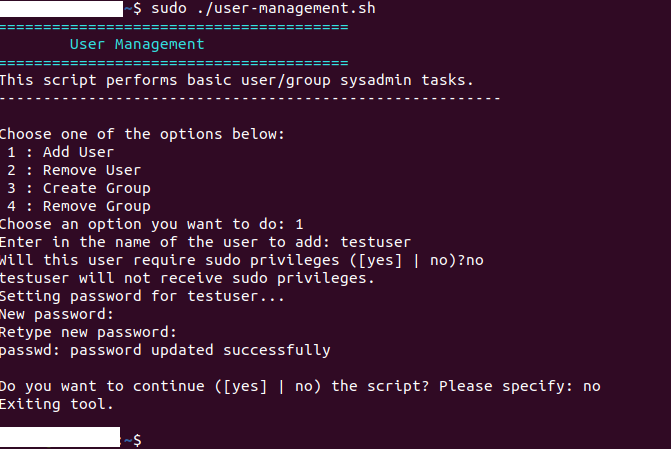 ~$ sudo ./user-management.sh
=======================================
User Management
=======================================
This script performs basic user/group sysadmin tasks.
--------------------------------------------------------
Choose one of the options below:
1 : Add User
2 : Remove User
3 : Create Group
4 : Remove Group
Choose an option you want to do: 1
Enter in the name of the user to add: testuser
Will this user require sudo privileges ([yes] | no)?no
testuser will not receive sudo privileges.
Setting password for testuser...
New password:
Retype new password:
passwd: password updated successfully
Do you want to continue ([yes] | no) the script? Please specify: no
Exiting tool.
:~$